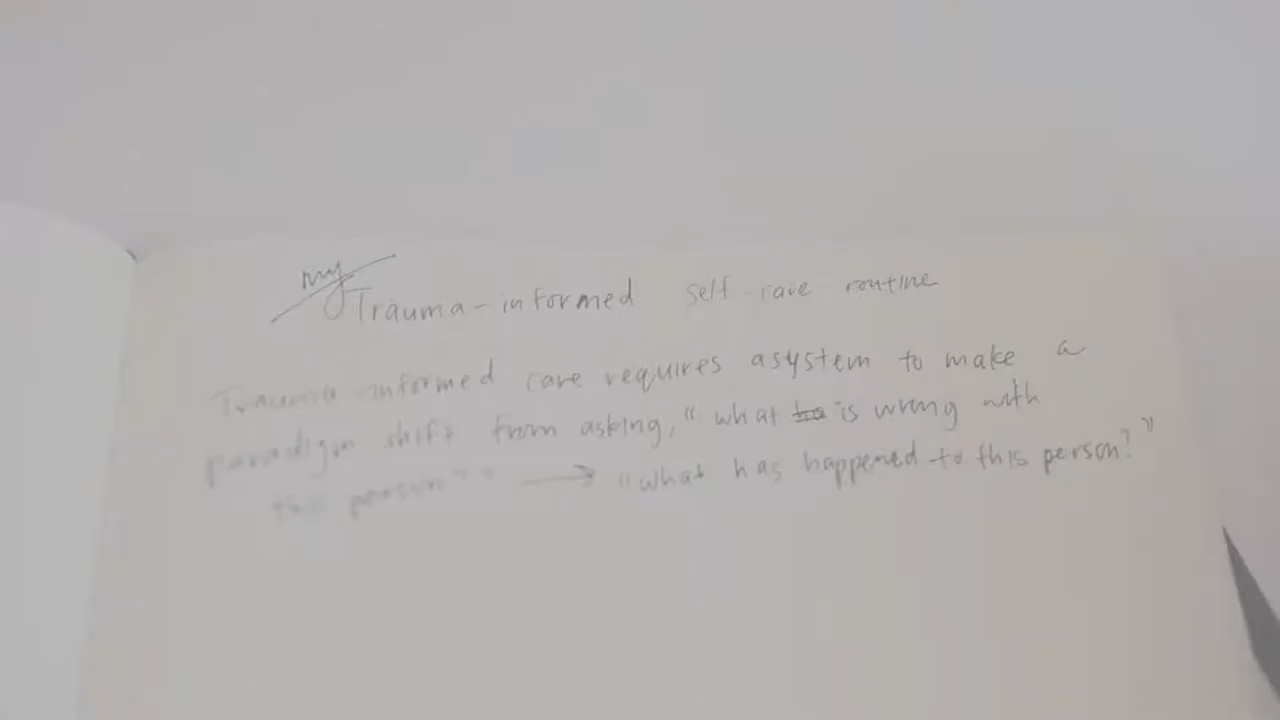 my Trauma-informed self-care routine
Trauma informed care requires a system to make a
paradigm shift from asking, "what is wrong with
this person" → "what has happened to this person?"